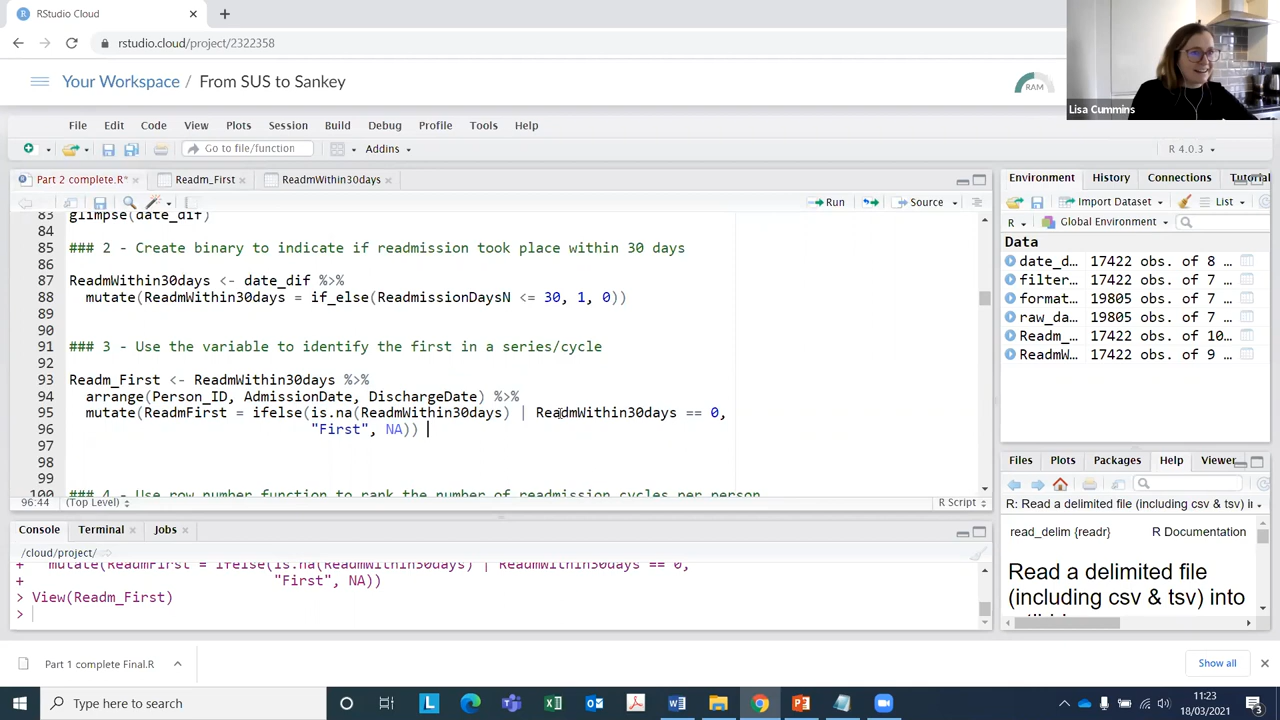 RStudio Cloud
rstudio.cloud/project/2322358
Your Workspace / From SUS to Sankey
RAM
Lisa Cummins
File Edit Code View Plots Session Build Debug Profile Tools Help
Go to file/function
Addins
R 4.0.3
Part 2 complete.R*
Readm_First
ReadmWithin30days
Run
Source
83 glimpse(date_dif)
84
85 ### 2 - Create binary to indicate if readmission took place within 30 days
86
87 ReadmWithin30days <- date_dif %>%
88 mutate(ReadmWithin30days = if_else(ReadmissionDaysN <= 30, 1, 0))
89
90
91 ### 3 - Use the variable to identify the first in a series/cycle
92
93 Readm_First <- ReadmWithin30days %>%
94 arrange(Person_ID, AdmissionDate, DischargeDate) %>%
95 mutate(ReadmFirst = ifelse(is.na(ReadmWithin30days) | ReadmWithin30days == 0,
96 "First", NA))
97
98
99
100 ### 4 - Use row number function to rank the number of readmission cycles per person
96:44 (Top Level) R Script
Console Terminal Jobs
/cloud/project/
+ mutate(ReadmFirst = ifelse(is.na(ReadmWithin30days) | ReadmWithin30days == 0,
+ "First", NA))
> View(Readm_First)
>
Environment History Connections Tutorial
Import Dataset List
R Global Environment
Data
date_d… 17422 obs. of 8 …
filter… 17422 obs. of 7 …
format… 19805 obs. of 7 …
raw_da… 19805 obs. of 7 …
Readm_… 17422 obs. of 10…
ReadmW… 17422 obs. of 9 …
Files Plots Packages Help Viewer
R: Read a delimited file (including csv & tsv) i
read_delim {readr} R Documentation
Read a delimited file
(including csv & tsv) into
Part 1 complete Final.R
Show all
Type here to search
11:23
18/03/2021
3